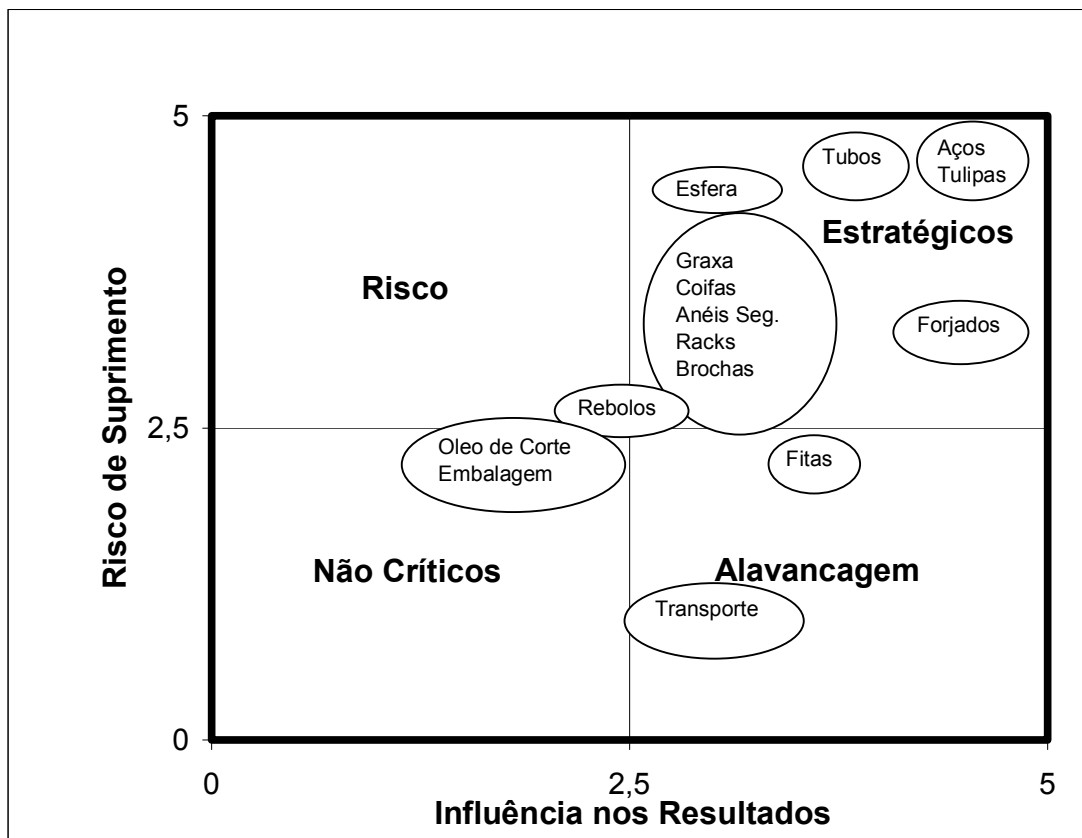 5
Tubos
Aços
Tulipas
Esfera
Estratégicos
Graxa
Coifas
Anéis Seg.
Racks
Brochas
Risco
Forjados
Risco de Suprimento
Rebolos
2,5
Oleo de Corte
Embalagem
Fitas
Não Críticos
Alavancagem
Transporte
0
0
2,5
5
Influência nos Resultados